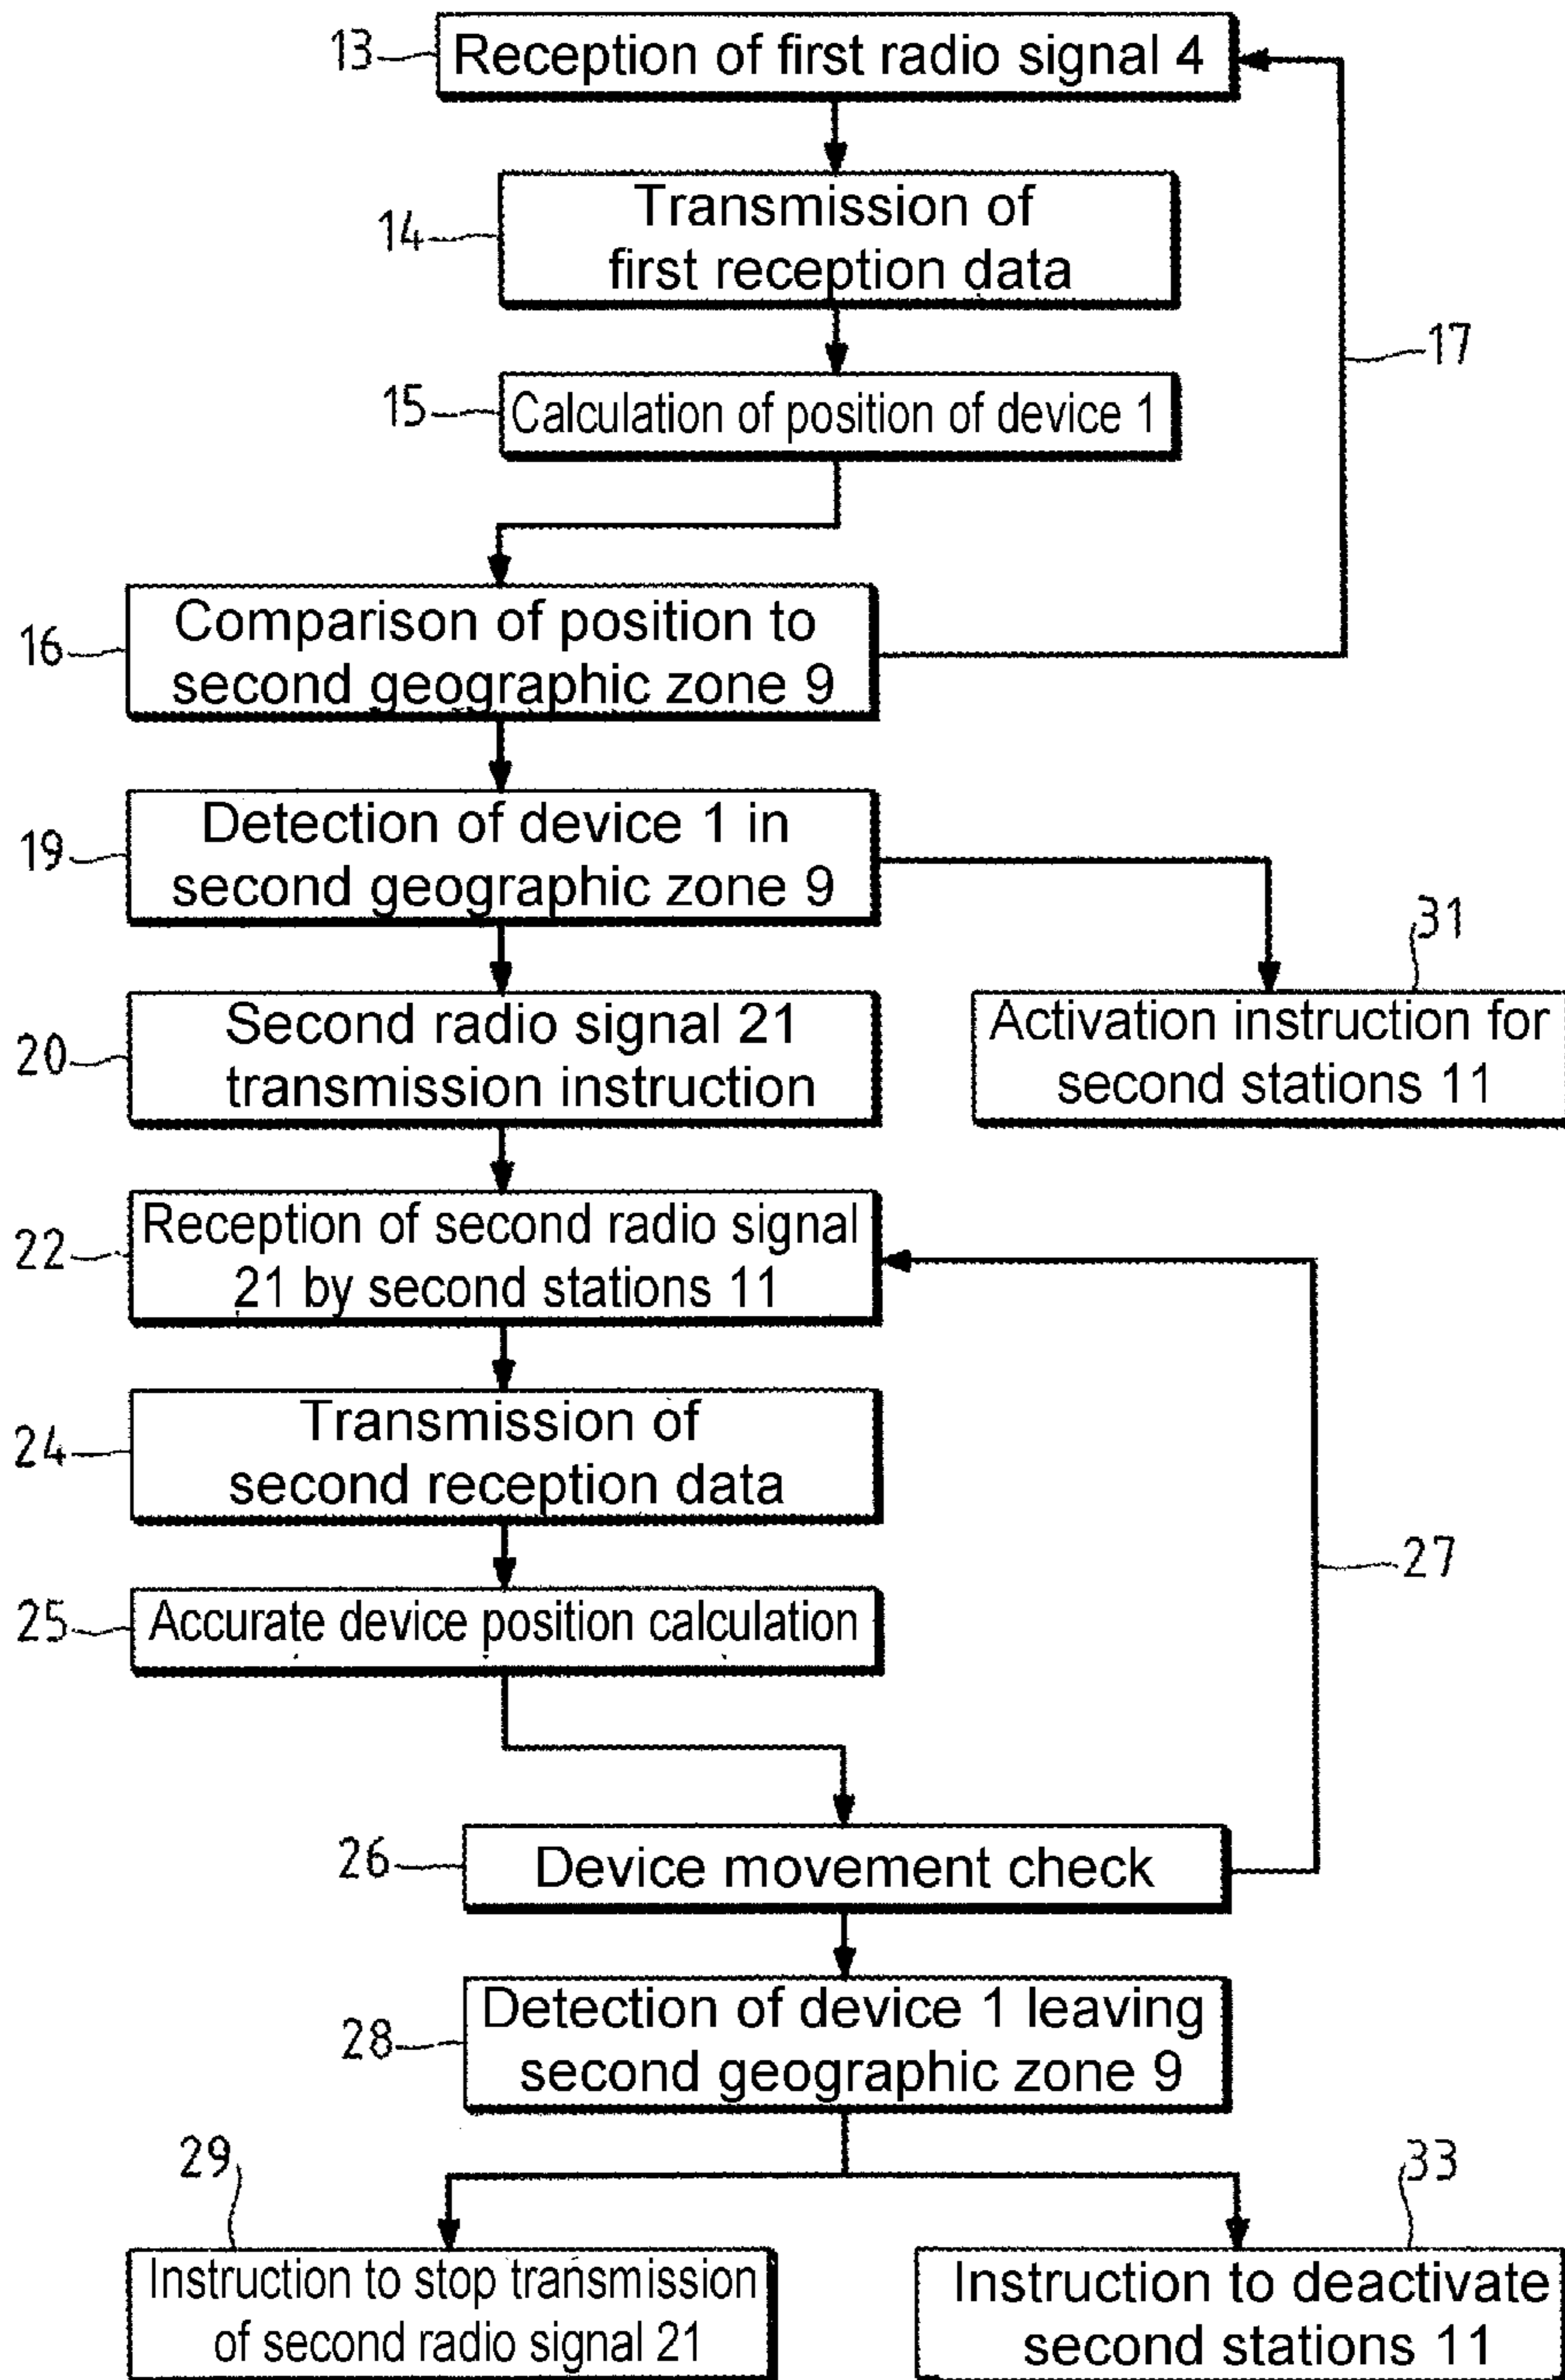 13
Reception of first radio signal 4
14
Transmission of
first reception data
17
15
Calculation of position of device 1
16
Comparison of position to
second geographic zone 9
19
Detection of device 1 in
second geographic zone 9
31
20
Second radio signal 21
transmission instruction
Activation instruction for
second stations 11
22
Reception of second radio signal
21 by second stations 11
24
Transmission of
second reception data
27
25
Accurate device position calculation
26
Device movement check
28
Detection of device 1 leaving
second geographic zone 9
29
33
Instruction to stop transmission
of second radio signal 21
Instruction to deactivate
second stations 11